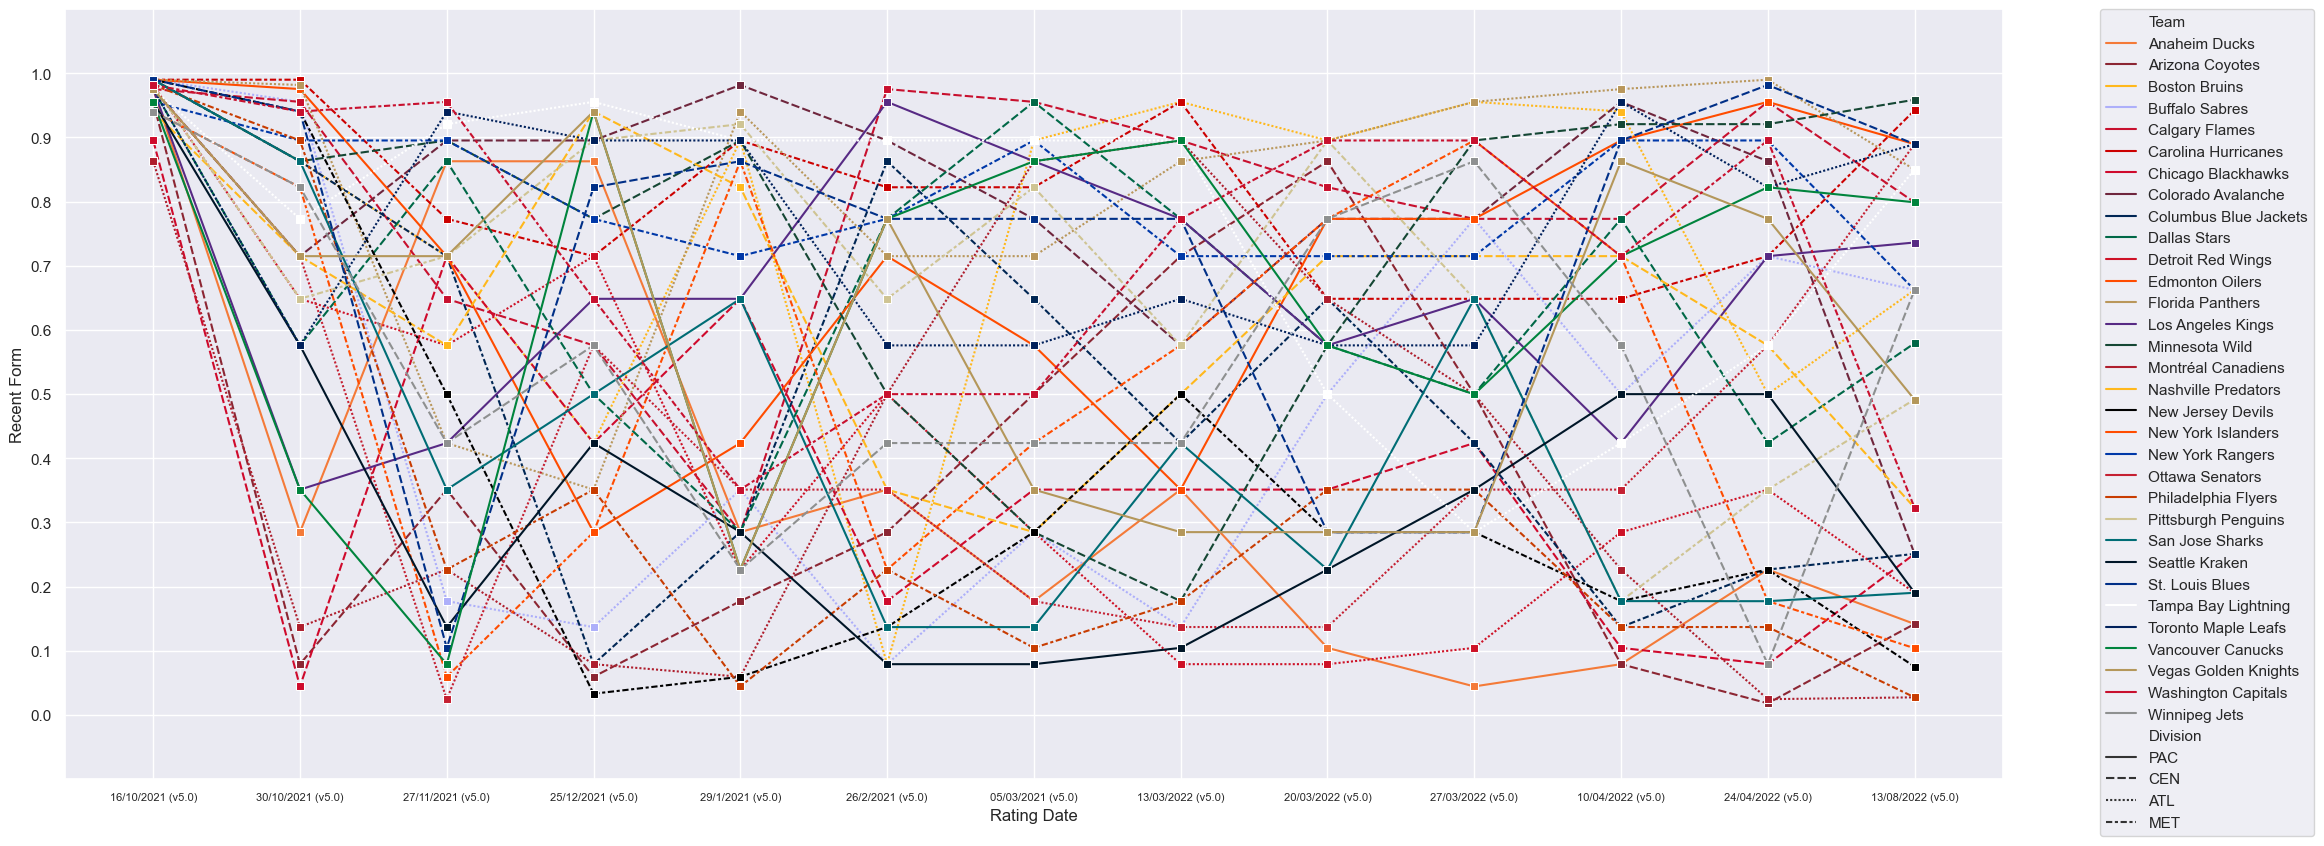 1.0
0.9
0.8
0.7
0.6
0.5
0.4
0.3
0.2
0.1
0.0
Recent Form
16/10/2021 (v5.0)
30/10/2021 (v5.0)
27/11/2021 (v5.0)
25/12/2021 (v5.0)
29/1/2021 (v5.0)
26/2/2021 (v5.0)
05/03/2021 (v5.0)
13/03/2022 (v5.0)
20/03/2022 (v5.0)
27/03/2022 (v5.0)
10/04/2022 (v5.0)
24/04/2022 (v5.0)
13/08/2022 (v5.0)
Rating Date
Team
Anaheim Ducks
Arizona Coyotes
Boston Bruins
Buffalo Sabres
Calgary Flames
Carolina Hurricanes
Chicago Blackhawks
Colorado Avalanche
Columbus Blue Jackets
Dallas Stars
Detroit Red Wings
Edmonton Oilers
Florida Panthers
Los Angeles Kings
Minnesota Wild
Montréal Canadiens
Nashville Predators
New Jersey Devils
New York Islanders
New York Rangers
Ottawa Senators
Philadelphia Flyers
Pittsburgh Penguins
San Jose Sharks
Seattle Kraken
St. Louis Blues
Tampa Bay Lightning
Toronto Maple Leafs
Vancouver Canucks
Vegas Golden Knights
Washington Capitals
Winnipeg Jets
Division
PAC
CEN
ATL
MET